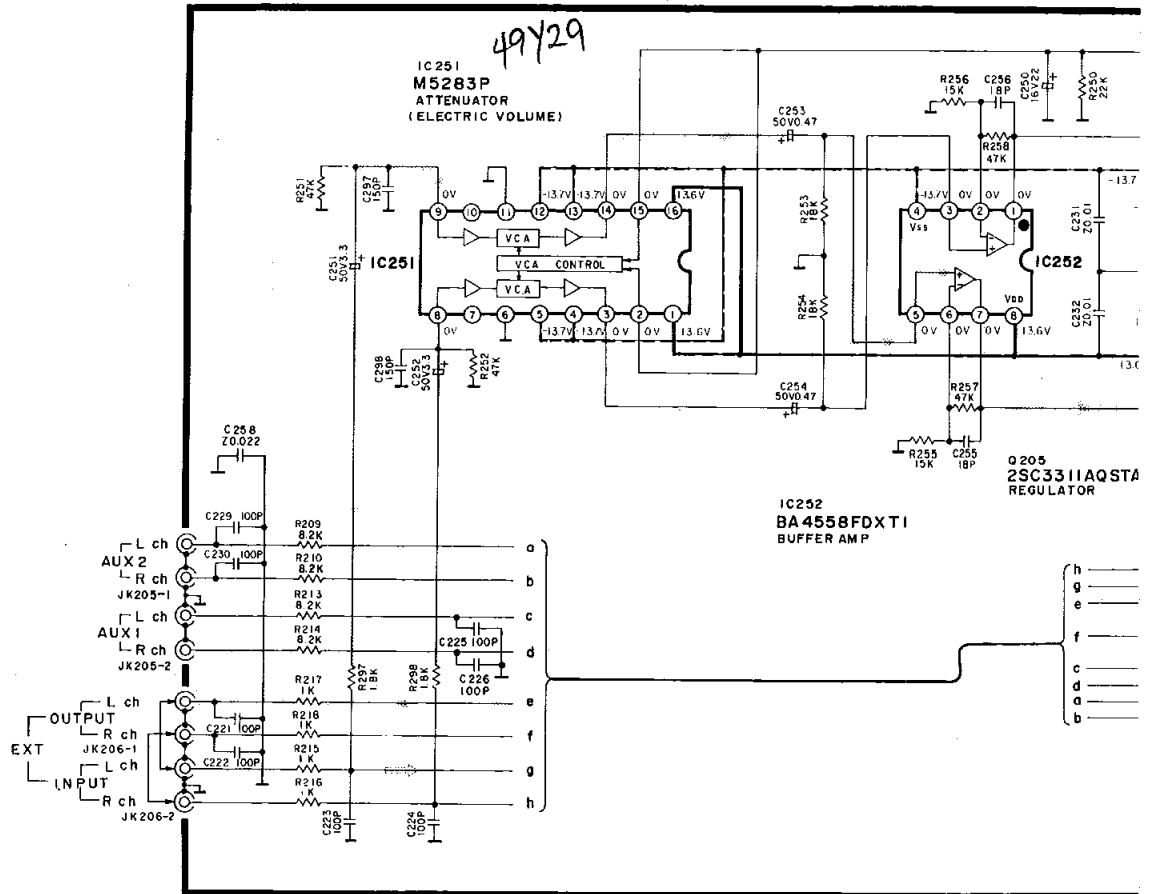 49Y29
IC251
M5283P
ATTENUATOR
(ELECTRIC VOLUME)
R256
15K
C256
18P
C250
16V22
R250
22K
C253
50V0.47
R258
47K
R251
47K
C297
150P
0V
-13.7V
-13.7V
0V
0V
13.6V
-13.7V
0V
0V
0V
-13.7
9
10
11
12
13
14
15
16
4
3
2
1
Vss
R253
18K
C231
Z0.01
VCA
C251
50V3.3
IC251
VCA CONTROL
IC252
VCA
R254
18K
C232
Z0.01
VDD
8
7
6
5
4
3
2
1
5
6
7
8
0V
-13.7V
-13.7V
0V
0V
13.6V
0V
0V
0V
13.6V
C298
150P
C252
50V3.3
R252
47K
C254
50V0.47
R257
47K
C258
Z0.022
R255
15K
C255
18P
Q205
2SC3311AQSTA
REGULATOR
IC252
BA4558FDXT1
BUFFER AMP
C229 100P
R209
8.2K
L ch
a
AUX2
C230 100P
R210
8.2K
R ch
b
JK205-1
R213
8.2K
L ch
c
AUX1
R214
8.2K
C225 100P
R ch
d
JK205-2
C226
100P
R297
1.8K
R298
1.8K
R217
1K
L ch
e
OUTPUT
C221 100P
R218
1K
R ch
f
JK206-1
EXT
C222 100P
R215
1K
L ch
g
INPUT
R216
1K
R ch
h
JK206-2
C223
100P
C224
100P
h
g
e
f
c
d
a
b